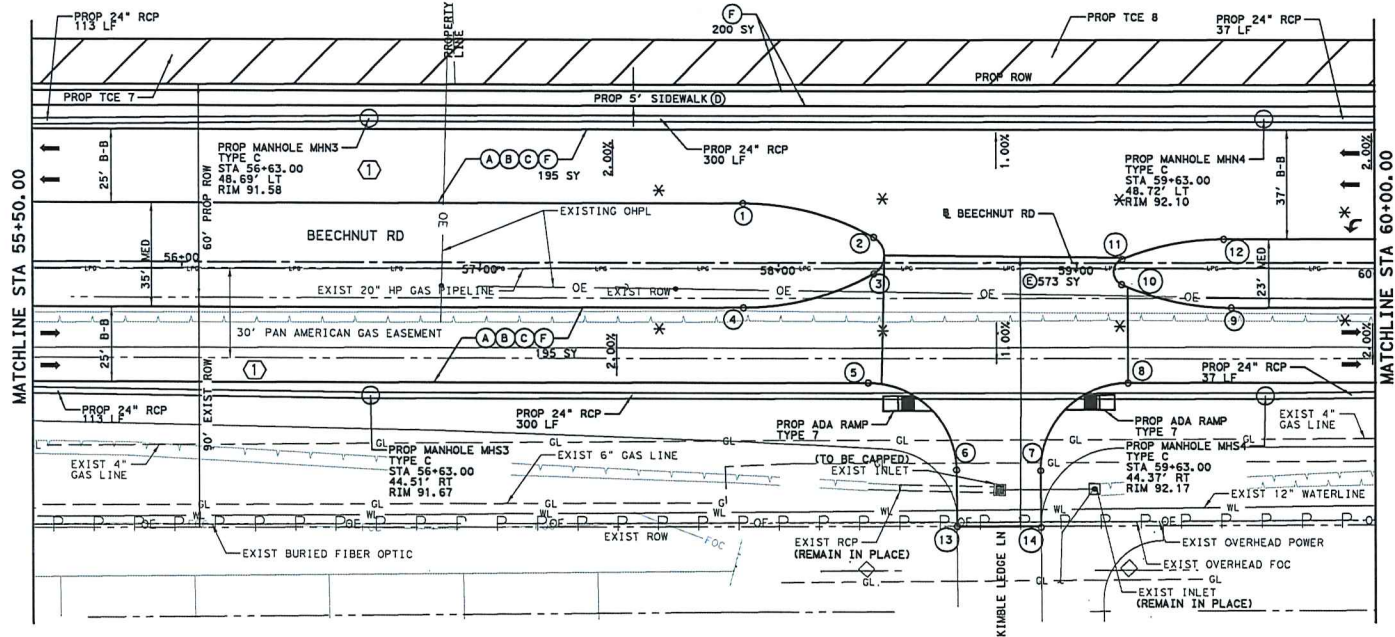 PROP 24" RCP
113 LF
PROPERTY
LINE
F
200 SY
PROP TCE 8
PROP 24" RCP
37 LF
PROP ROW
PROP TCE 7
PROP 5' SIDEWALK D
MATCHLINE STA 55+50.00
25' B-B
60' PROP ROW
PROP MANHOLE MHN3
TYPE C
STA 56+63.00
48.69' LT
RIM 91.58
1
A B C F
195 SY
2.00%
PROP 24" RCP
300 LF
1.00%
PROP MANHOLE MHN4
TYPE C
STA 59+63.00
48.72' LT
RIM 92.10
37' B-B
2.00%
MATCHLINE STA 60+00.00
30
EXISTING OHPL
BEECHNUT RD
1
2
BEECHNUT RD
11
12
35' MED
56+00
LPG
57+00
58+00
59+00
60
3
10
E 573 SY
23' MED
EXIST 20" HP GAS PIPELINE
OE
EXIST ROW
OE
OE
OE
4
9
30' PAN AMERICAN GAS EASEMENT
25' B-B
A B C F
195 SY
2.00%
1.00%
2.00%
1
90' EXIST ROW
5
8
PROP 24" RCP
37 LF
PROP 24" RCP
113 LF
PROP 24" RCP
300 LF
PROP ADA RAMP
TYPE 7
PROP ADA RAMP
TYPE 7
EXIST 4"
GAS LINE
EXIST 4"
GAS LINE
PROP MANHOLE MHS3
TYPE C
STA 56+63.00
44.51' RT
RIM 91.67
EXIST 6" GAS LINE
(TO BE CAPPED)
EXIST INLET
6
7
PROP MANHOLE MHS4
TYPE C
STA 59+63.00
44.37' RT
RIM 92.17
GL
WL
EXIST 12" WATERLINE
EXIST BURIED FIBER OPTIC
EXIST ROW
FOC
EXIST RCP
(REMAIN IN PLACE)
13
14
KIMBLE LEDGE LN
EXIST OVERHEAD POWER
EXIST OVERHEAD FOC
GL
GL
EXIST INLET
(REMAIN IN PLACE)